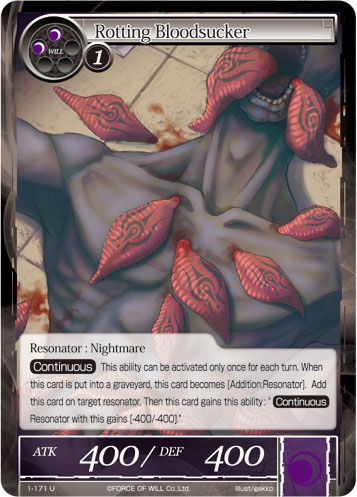 Rotting Bloodsucker
WILL
1
Resonator : Nightmare
Continuous This ability can be activated only once for each turn. When
this card is put into a graveyard, this card becomes [Addition:Resonator]. Add
this card on target resonator. Then this card gains this ability: " Continuous
Resonator with this gains [-400/-400]."
ATK 400 / DEF 400
1-171 U ©FORCE OF WILL Co.,Ltd. Illust/gekko